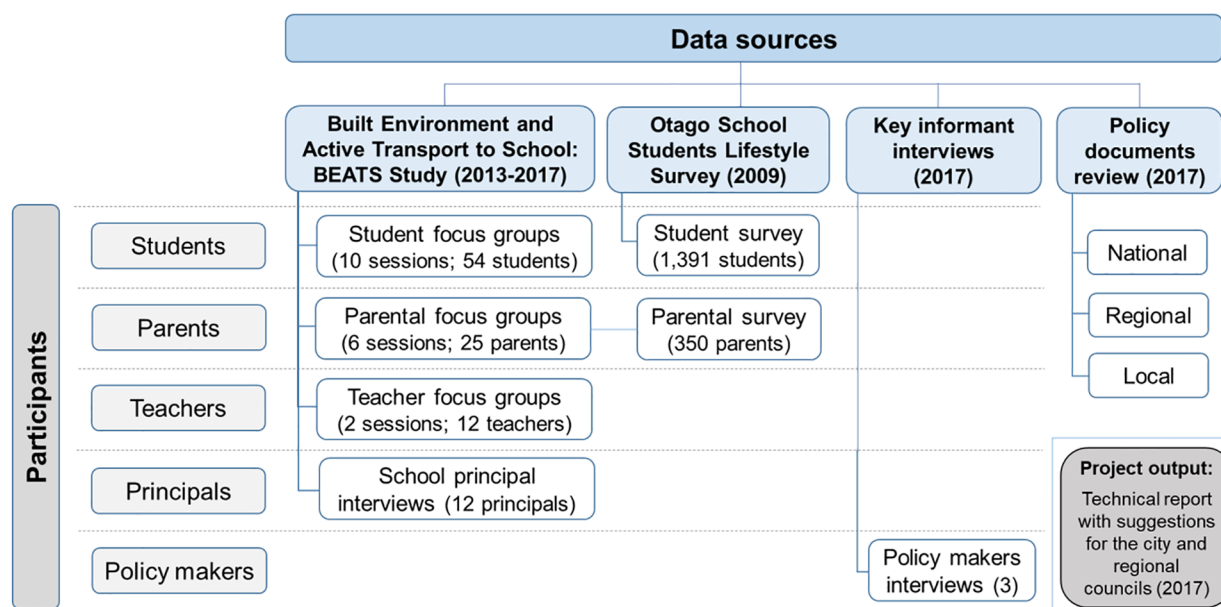 Data sources
Built Environment and
Active Transport to School:
BEATS Study (2013-2017)
Otago School
Students Lifestyle
Survey (2009)
Key informant
interviews
(2017)
Policy
documents
review (2017)
Participants
Students
Student focus groups
(10 sessions; 54 students)
Student survey
(1,391 students)
National
Parents
Parental focus groups
(6 sessions; 25 parents)
Parental survey
(350 parents)
Regional
Local
Teachers
Teacher focus groups
(2 sessions; 12 teachers)
Principals
School principal
interviews (12 principals)
Policy makers
Policy makers
interviews (3)
Project output:
Technical report
with suggestions
for the city and
regional
councils (2017)